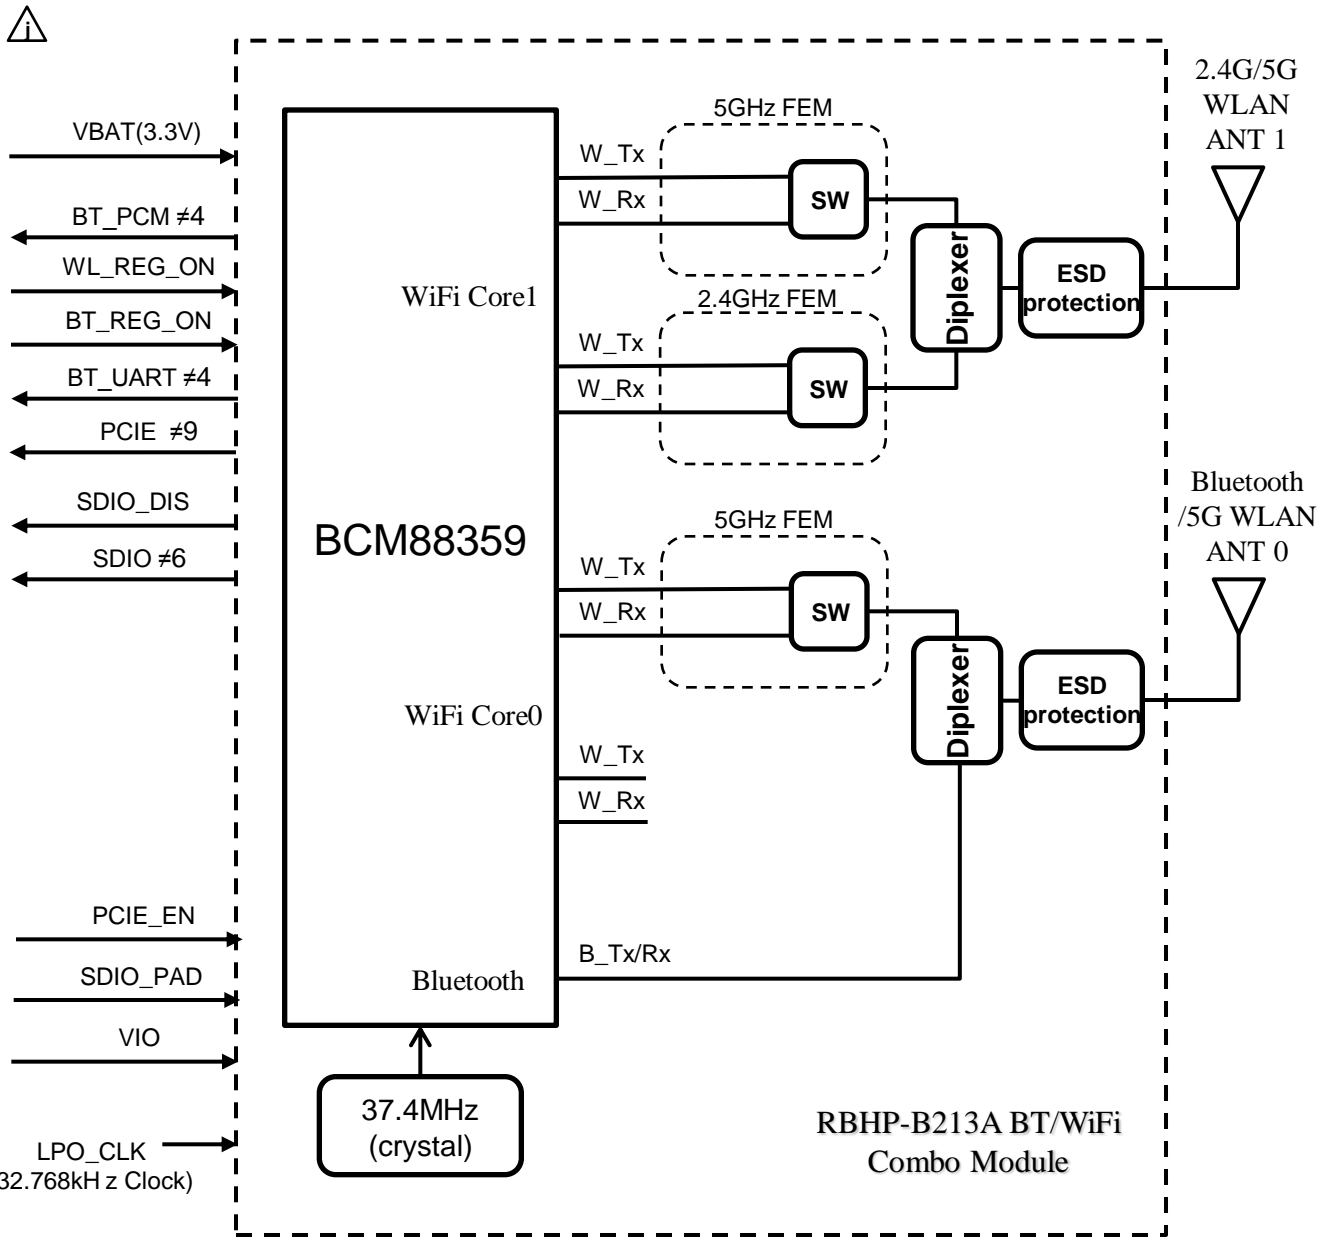 j
VBAT(3.3V)
BT_PCM ≠4
WL_REG_ON
BT_REG_ON
BT_UART ≠4
PCIE ≠9
SDIO_DIS
SDIO ≠6
PCIE_EN
SDIO_PAD
VIO
LPO_CLK
32.768kH z Clock)
WiFi Core1
BCM88359
WiFi Core0
Bluetooth
37.4MHz
(crystal)
5GHz FEM
W_Tx
W_Rx
SW
2.4GHz FEM
W_Tx
W_Rx
SW
Diplexer
ESD
protection
2.4G/5G
WLAN
ANT 1
5GHz FEM
W_Tx
W_Rx
SW
W_Tx
W_Rx
B_Tx/Rx
Diplexer
ESD
protection
Bluetooth
/5G WLAN
ANT 0
RBHP-B213A BT/WiFi
Combo Module